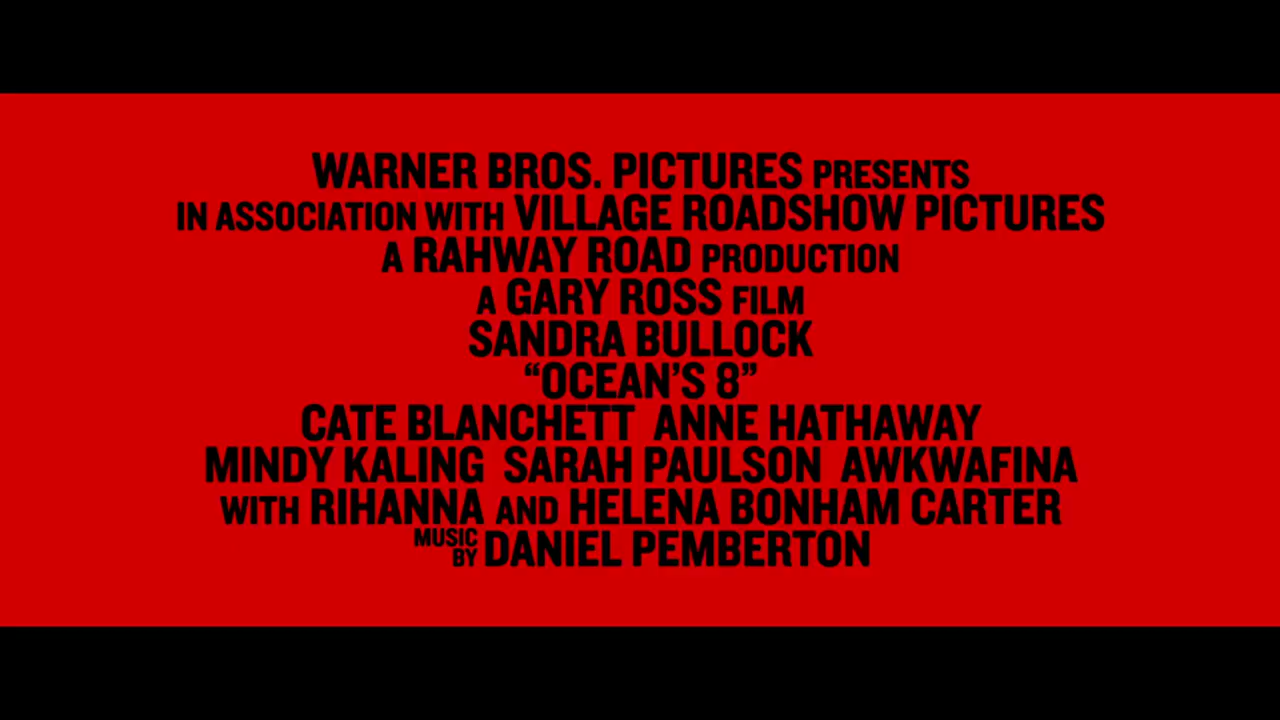 WARNER BROS. PICTURES PRESENTS
IN ASSOCIATION WITH VILLAGE ROADSHOW PICTURES
A RAHWAY ROAD PRODUCTION
A GARY ROSS FILM
SANDRA BULLOCK
“OCEAN’S 8”
CATE BLANCHETT ANNE HATHAWAY
MINDY KALING SARAH PAULSON AWKWAFINA
WITH RIHANNA AND HELENA BONHAM CARTER
MUSIC BY DANIEL PEMBERTON